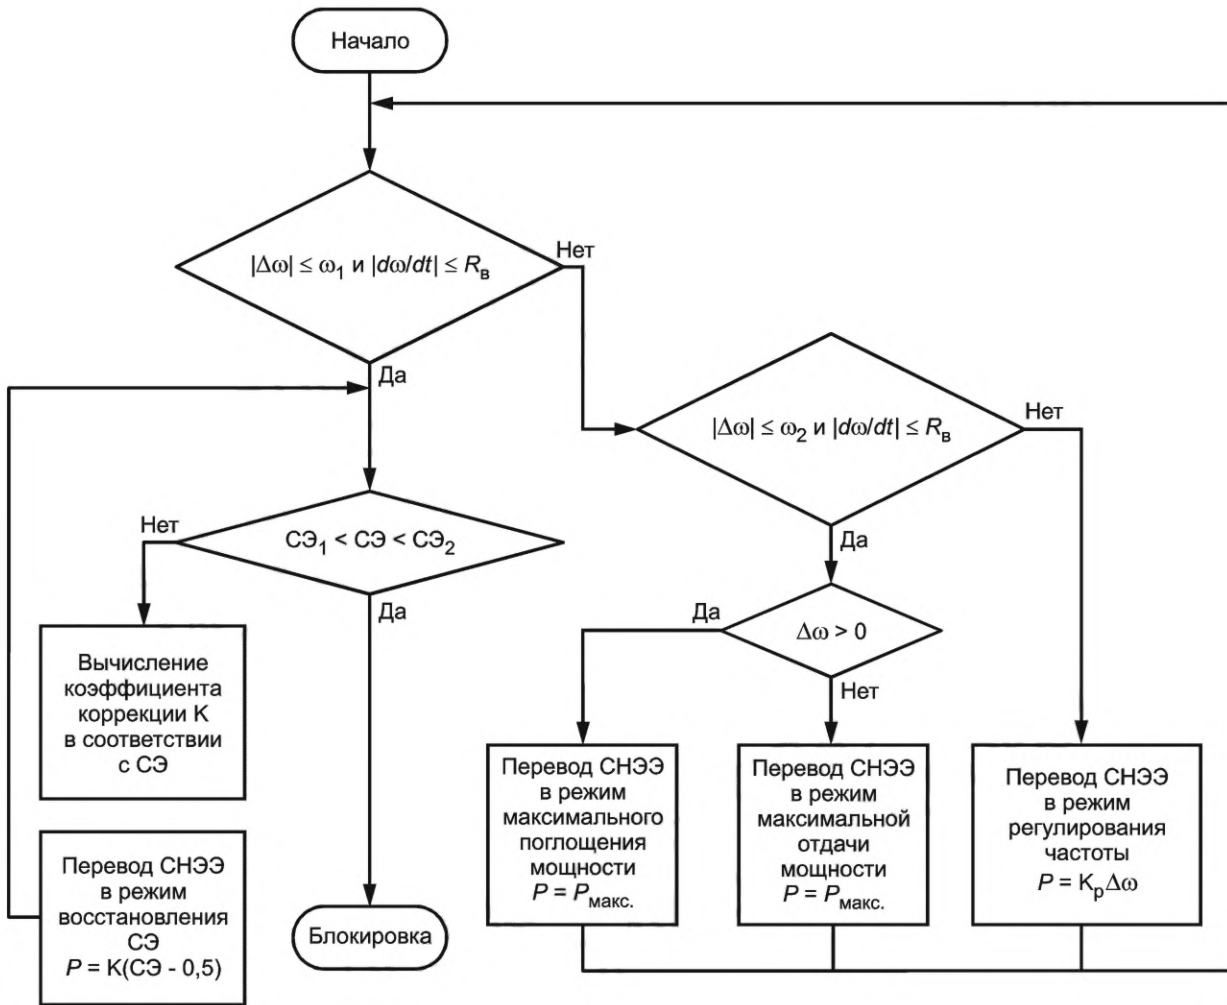 Начало
|Δω| ≤ ω₁ и |dω/dt| ≤ Rв
Нет
Да
|Δω| ≤ ω₂ и |dω/dt| ≤ Rв
Нет
Да
СЭ₁ < СЭ < СЭ₂
Нет
Да
Δω > 0
Да
Нет
Вычисление
коэффициента
коррекции K
в соответствии
с СЭ
Перевод СНЭЭ
в режим
восстановления
СЭ
P = K(СЭ - 0,5)
Блокировка
Перевод СНЭЭ
в режим
максимального
поглощения
мощности
P = Pмакс.
Перевод СНЭЭ
в режим
максимальной
отдачи
мощности
P = Pмакс.
Перевод СНЭЭ
в режим
регулирования
частоты
P = KрΔω